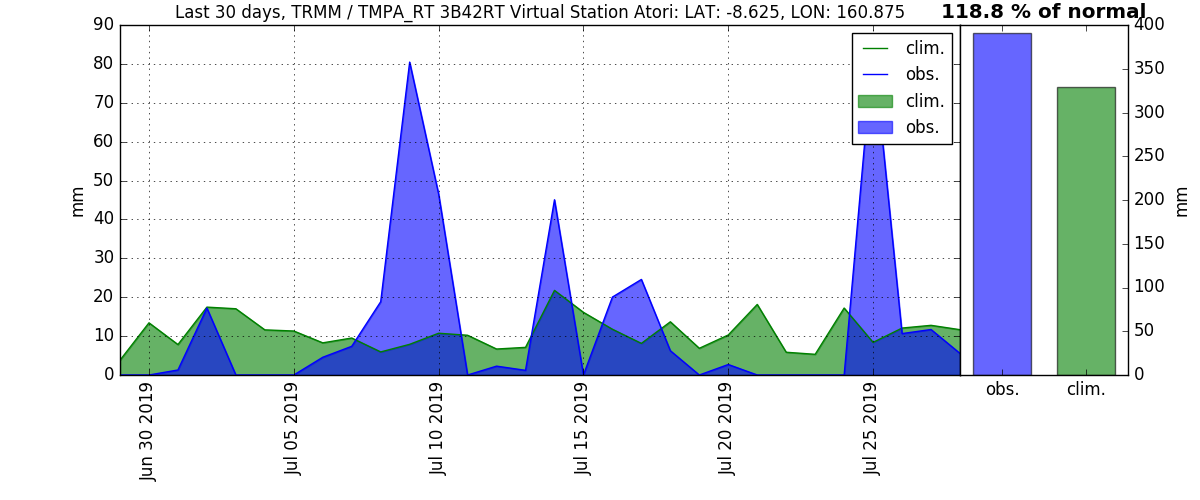 Last 30 days, TRMM / TMPA_RT 3B42RT Virtual Station Atori: LAT: -8.625, LON: 160.875
118.8 % of normal
90
80
70
60
50
40
30
20
10
0
mm
clim.
obs.
clim.
obs.
Jun 30 2019
Jul 05 2019
Jul 10 2019
Jul 15 2019
Jul 20 2019
Jul 25 2019
400
350
300
250
200
150
100
50
0
mm
obs.
clim.